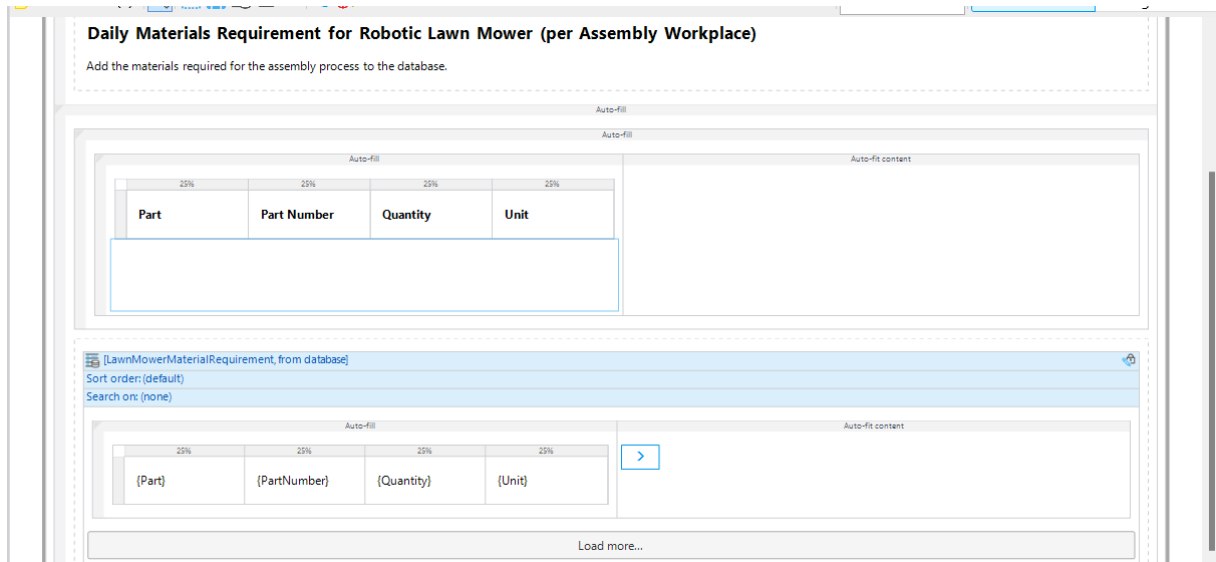 Daily Materials Requirement for Robotic Lawn Mower (per Assembly Workplace)
Add the materials required for the assembly process to the database.
Auto-fill
Auto-fill
Auto-fill Auto-fit content
25% 25% 25% 25%
Part Part Number Quantity Unit
[LawnMowerMaterialRequirement, from database]
Sort order: (default)
Search on: (none)
Auto-fill Auto-fit content
25% 25% 25% 25%
{Part} {PartNumber} {Quantity} {Unit}
Load more...